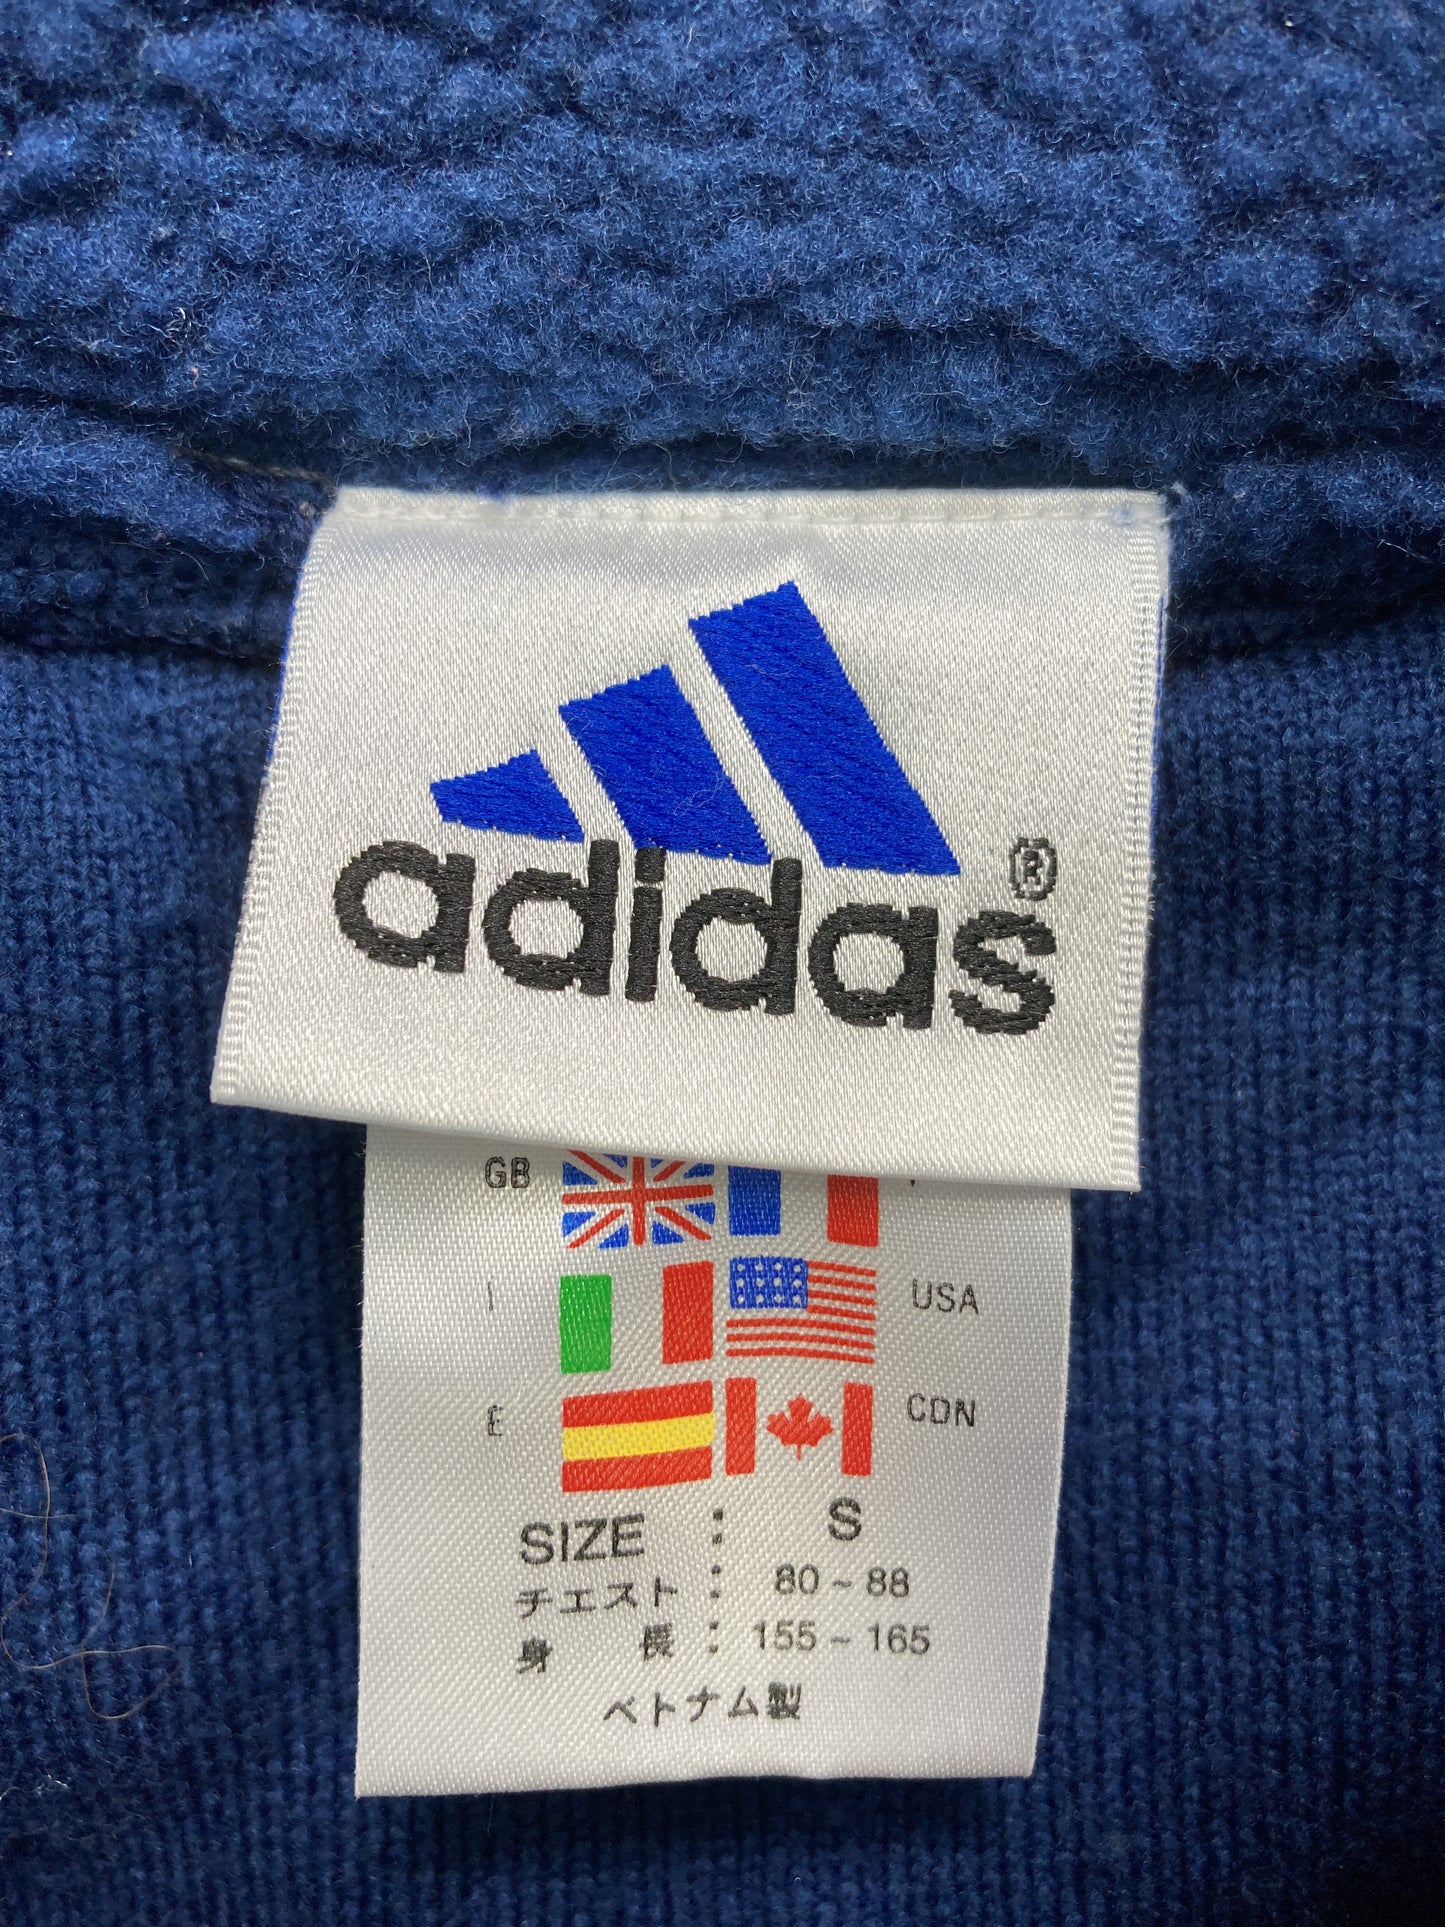 adidas ®
GB
I USA
E CDN
SIZE : S
チエスト : 80 ~ 88
身 長 : 155 ~ 165
ベトナム製